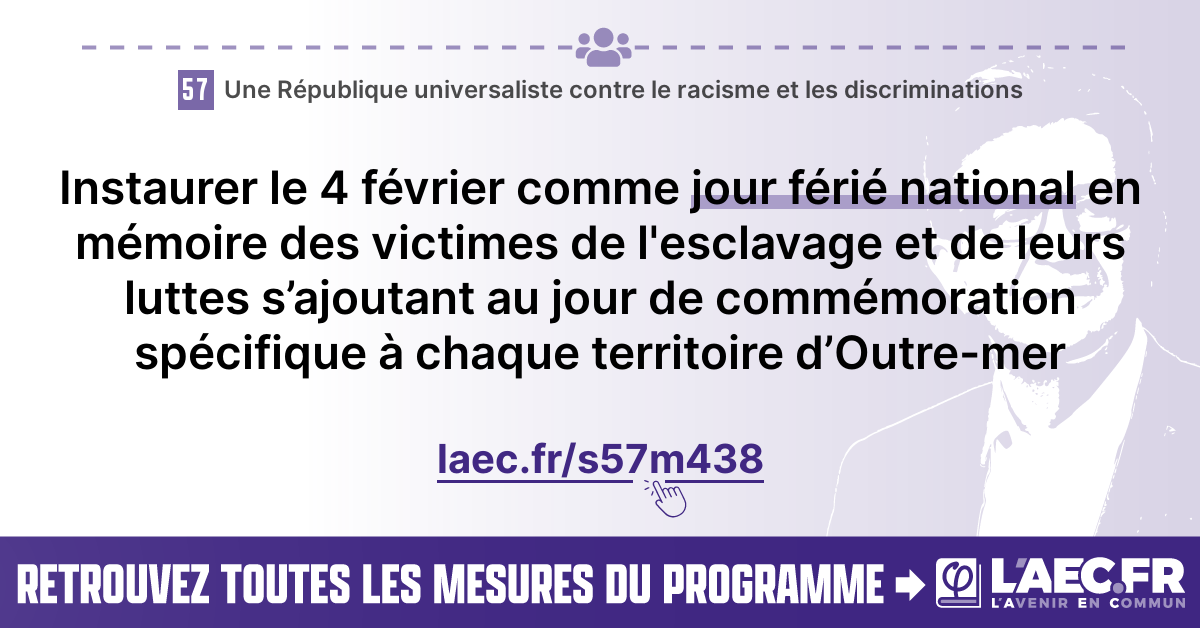 57 Une République universaliste contre le racisme et les discriminations
Instaurer le 4 février comme jour férié national en
mémoire des victimes de l'esclavage et de leurs
luttes s’ajoutant au jour de commémoration
spécifique à chaque territoire d’Outre-mer
laec.fr/s57m438
RETROUVEZ TOUTES LES MESURES DU PROGRAMME
L'AEC.FR
L'AVENIR EN COMMUN